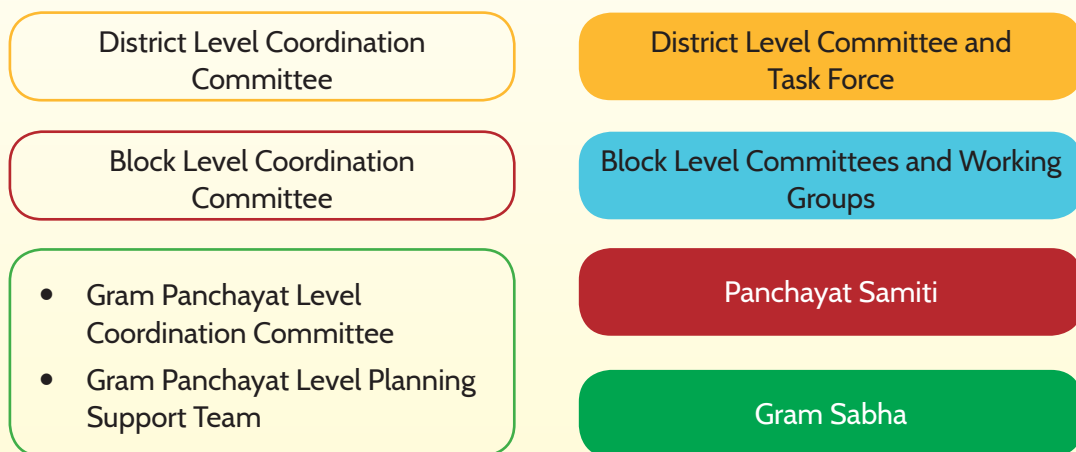 District Level Coordination
Committee
District Level Committee and
Task Force
Block Level Coordination
Committee
Block Level Committees and Working
Groups
• Gram Panchayat Level
Coordination Committee
• Gram Panchayat Level Planning
Support Team
Panchayat Samiti
Gram Sabha